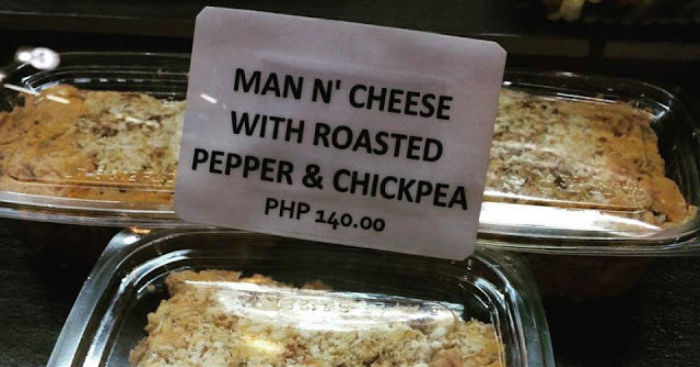 MAN N' CHEESE
WITH ROASTED
PEPPER & CHICKPEA
PHP 140.00